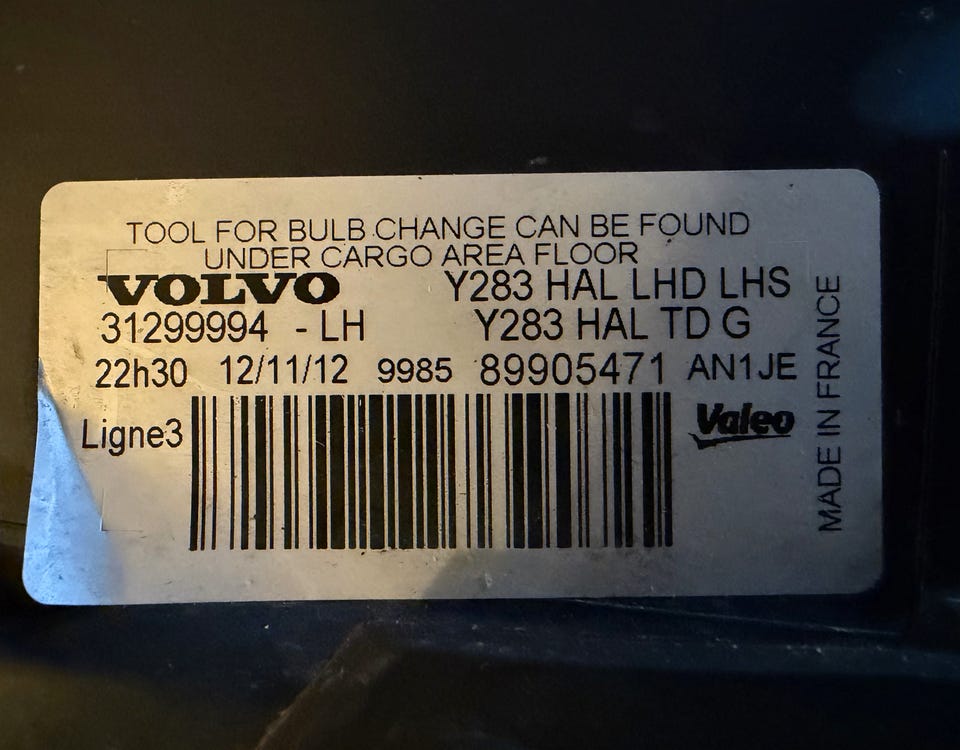 TOOL FOR BULB CHANGE CAN BE FOUND
UNDER CARGO AREA FLOOR
VOLVO Y283 HAL LHD LHS
31299994 - LH Y283 HAL TD G
22h30 12/11/12 9985 89905471 AN1JE
Ligne3
Valeo
MADE IN FRANCE